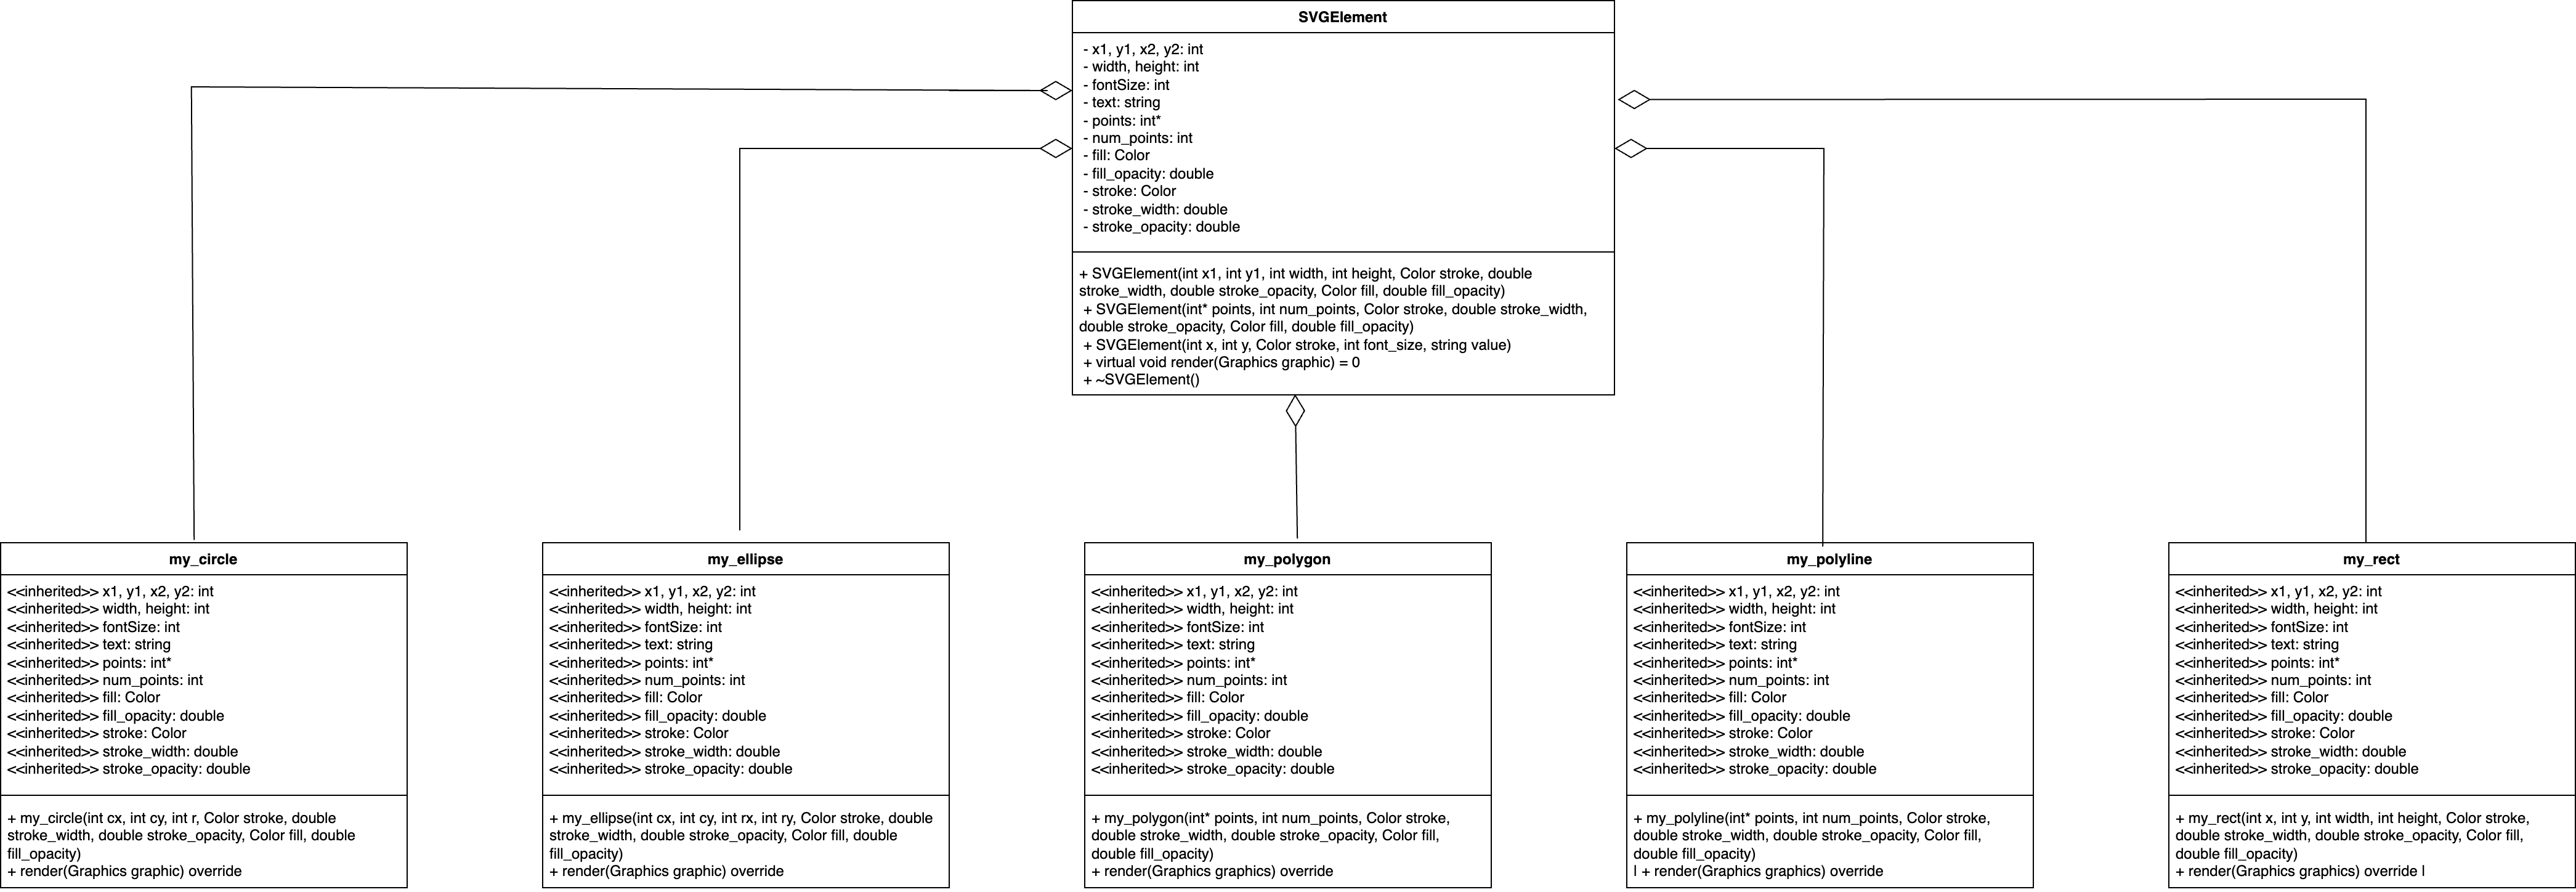 SVGElement
- x1, y1, x2, y2: int
- width, height: int
- fontSize: int
- text: string
- points: int*
- num_points: int
- fill: Color
- fill_opacity: double
- stroke: Color
- stroke_width: double
- stroke_opacity: double
+ SVGElement(int x1, int y1, int width, int height, Color stroke, double
stroke_width, double stroke_opacity, Color fill, double fill_opacity)
+ SVGElement(int* points, int num_points, Color stroke, double stroke_width,
double stroke_opacity, Color fill, double fill_opacity)
+ SVGElement(int x, int y, Color stroke, int font_size, string value)
+ virtual void render(Graphics graphic) = 0
+ ~SVGElement()
my_circle
<<inherited>> x1, y1, x2, y2: int
<<inherited>> width, height: int
<<inherited>> fontSize: int
<<inherited>> text: string
<<inherited>> points: int*
<<inherited>> num_points: int
<<inherited>> fill: Color
<<inherited>> fill_opacity: double
<<inherited>> stroke: Color
<<inherited>> stroke_width: double
<<inherited>> stroke_opacity: double
+ my_circle(int cx, int cy, int r, Color stroke, double
stroke_width, double stroke_opacity, Color fill, double
fill_opacity)
+ render(Graphics graphic) override
my_ellipse
<<inherited>> x1, y1, x2, y2: int
<<inherited>> width, height: int
<<inherited>> fontSize: int
<<inherited>> text: string
<<inherited>> points: int*
<<inherited>> num_points: int
<<inherited>> fill: Color
<<inherited>> fill_opacity: double
<<inherited>> stroke: Color
<<inherited>> stroke_width: double
<<inherited>> stroke_opacity: double
+ my_ellipse(int cx, int cy, int rx, int ry, Color stroke, double
stroke_width, double stroke_opacity, Color fill, double
fill_opacity)
+ render(Graphics graphic) override
my_polygon
<<inherited>> x1, y1, x2, y2: int
<<inherited>> width, height: int
<<inherited>> fontSize: int
<<inherited>> text: string
<<inherited>> points: int*
<<inherited>> num_points: int
<<inherited>> fill: Color
<<inherited>> fill_opacity: double
<<inherited>> stroke: Color
<<inherited>> stroke_width: double
<<inherited>> stroke_opacity: double
+ my_polygon(int* points, int num_points, Color stroke,
double stroke_width, double stroke_opacity, Color fill,
double fill_opacity)
+ render(Graphics graphics) override
my_polyline
<<inherited>> x1, y1, x2, y2: int
<<inherited>> width, height: int
<<inherited>> fontSize: int
<<inherited>> text: string
<<inherited>> points: int*
<<inherited>> num_points: int
<<inherited>> fill: Color
<<inherited>> fill_opacity: double
<<inherited>> stroke: Color
<<inherited>> stroke_width: double
<<inherited>> stroke_opacity: double
+ my_polyline(int* points, int num_points, Color stroke,
double stroke_width, double stroke_opacity, Color fill,
double fill_opacity)
| + render(Graphics graphics) override
my_rect
<<inherited>> x1, y1, x2, y2: int
<<inherited>> width, height: int
<<inherited>> fontSize: int
<<inherited>> text: string
<<inherited>> points: int*
<<inherited>> num_points: int
<<inherited>> fill: Color
<<inherited>> fill_opacity: double
<<inherited>> stroke: Color
<<inherited>> stroke_width: double
<<inherited>> stroke_opacity: double
+ my_rect(int x, int y, int width, int height, Color stroke,
double stroke_width, double stroke_opacity, Color fill,
double fill_opacity)
+ render(Graphics graphics) override |